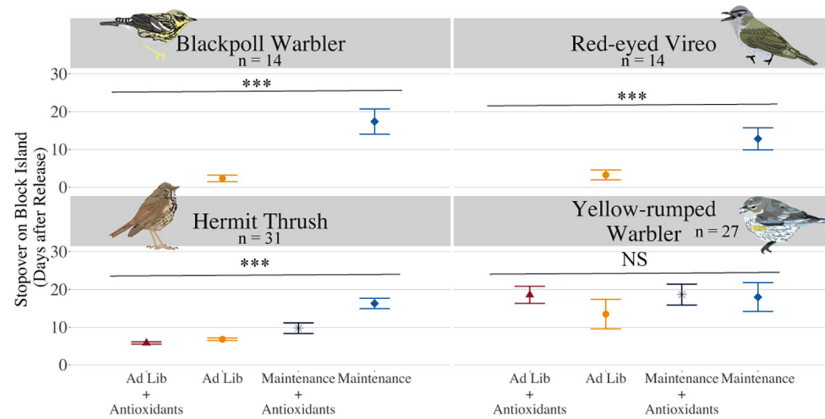 Blackpoll Warbler
n = 14
Red-eyed Vireo
n = 14
Stopover on Block Island
(Days after Release)
30
20
10
0
***
***
Hermit Thrush
n = 31
Yellow-rumped
Warbler n = 27
30
20
10
0
***
NS
Ad Lib
+
Antioxidants
Ad Lib
Maintenance
+
Antioxidants
Maintenance
Ad Lib
+
Antioxidants
Ad Lib
Maintenance
+
Antioxidants
Maintenance